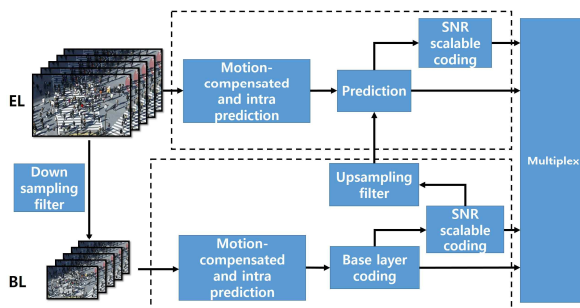 SNR
scalable
coding
EL
Motion-
compensated
and intra
prediction
Prediction
Multiplex
Down
sampling
filter
Upsampling
filter
SNR
scalable
coding
BL
Motion-
compensated
and intra
prediction
Base layer
coding